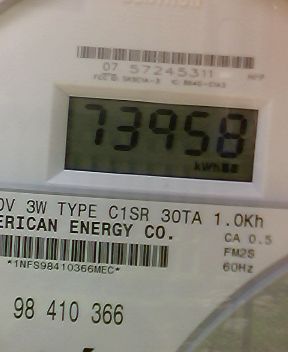 07 57245311
73958
kWh
0V 3W TYPE C1SR 30TA 1.0Kh
ERICAN ENERGY CO.
CA 0.5
FM2S
*1NFS98410366MEC*
60Hz
98 410 366